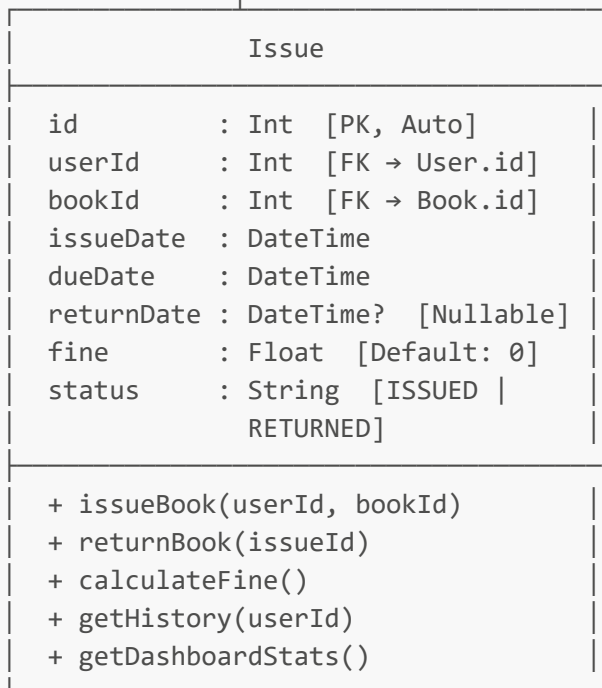 Issue
id : Int [PK, Auto]
userId : Int [FK → User.id]
bookId : Int [FK → Book.id]
issueDate : DateTime
dueDate : DateTime
returnDate : DateTime? [Nullable]
fine : Float [Default: 0]
status : String [ISSUED |
RETURNED]
+ issueBook(userId, bookId)
+ returnBook(issueId)
+ calculateFine()
+ getHistory(userId)
+ getDashboardStats()